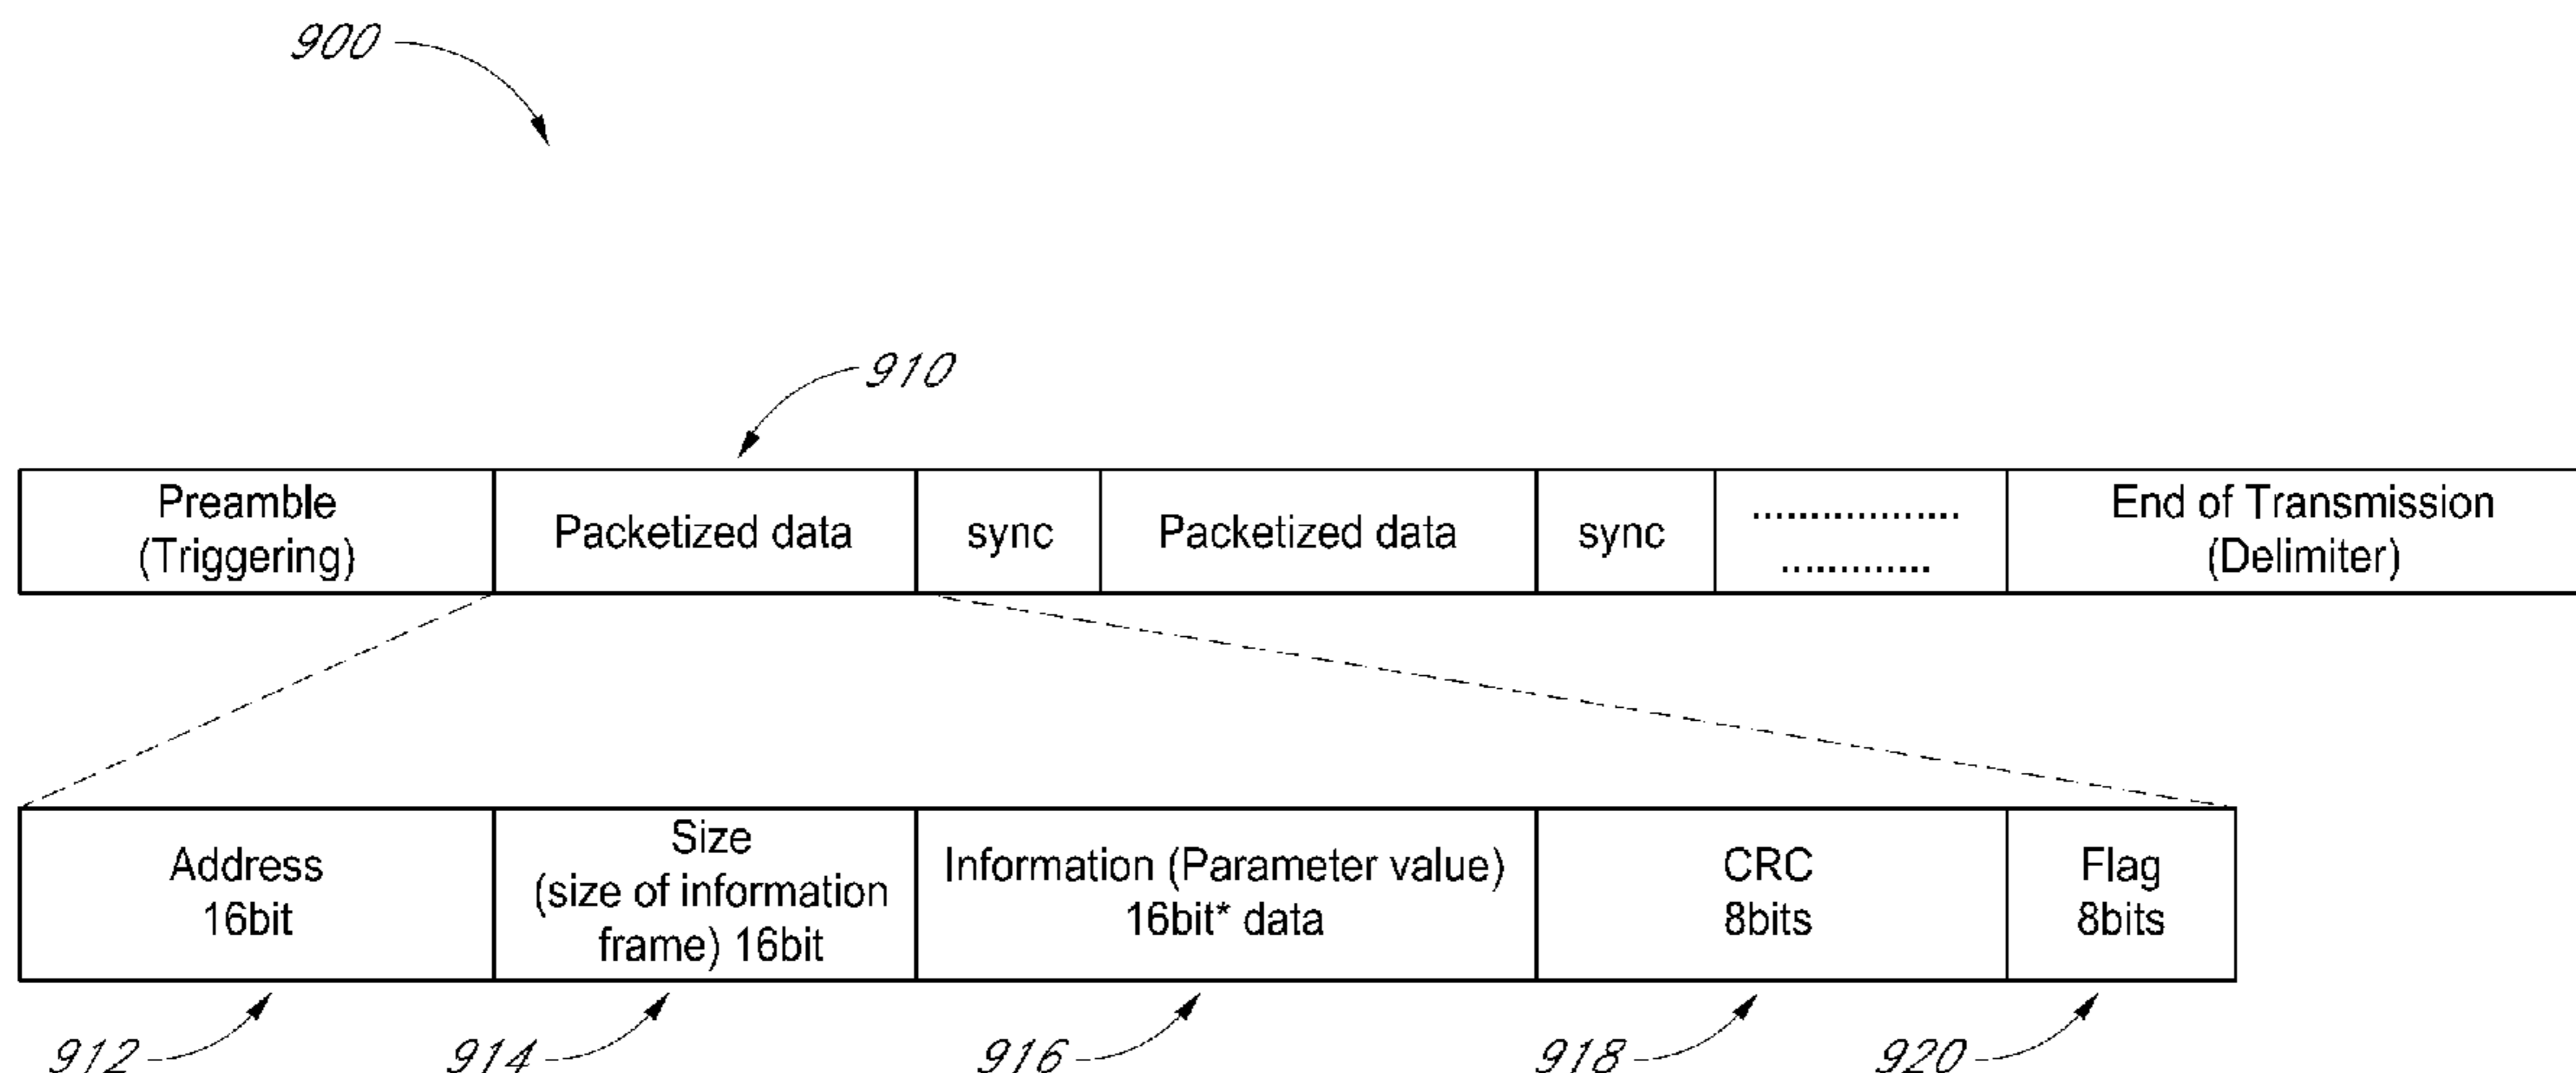 900
910
Preamble
(Triggering)
Packetized data
sync
Packetized data
sync
..................
.............
End of Transmission
(Delimiter)
Address
16bit
Size
(size of information
frame) 16bit
Information (Parameter value)
16bit* data
CRC
8bits
Flag
8bits
912
914
916
918
920